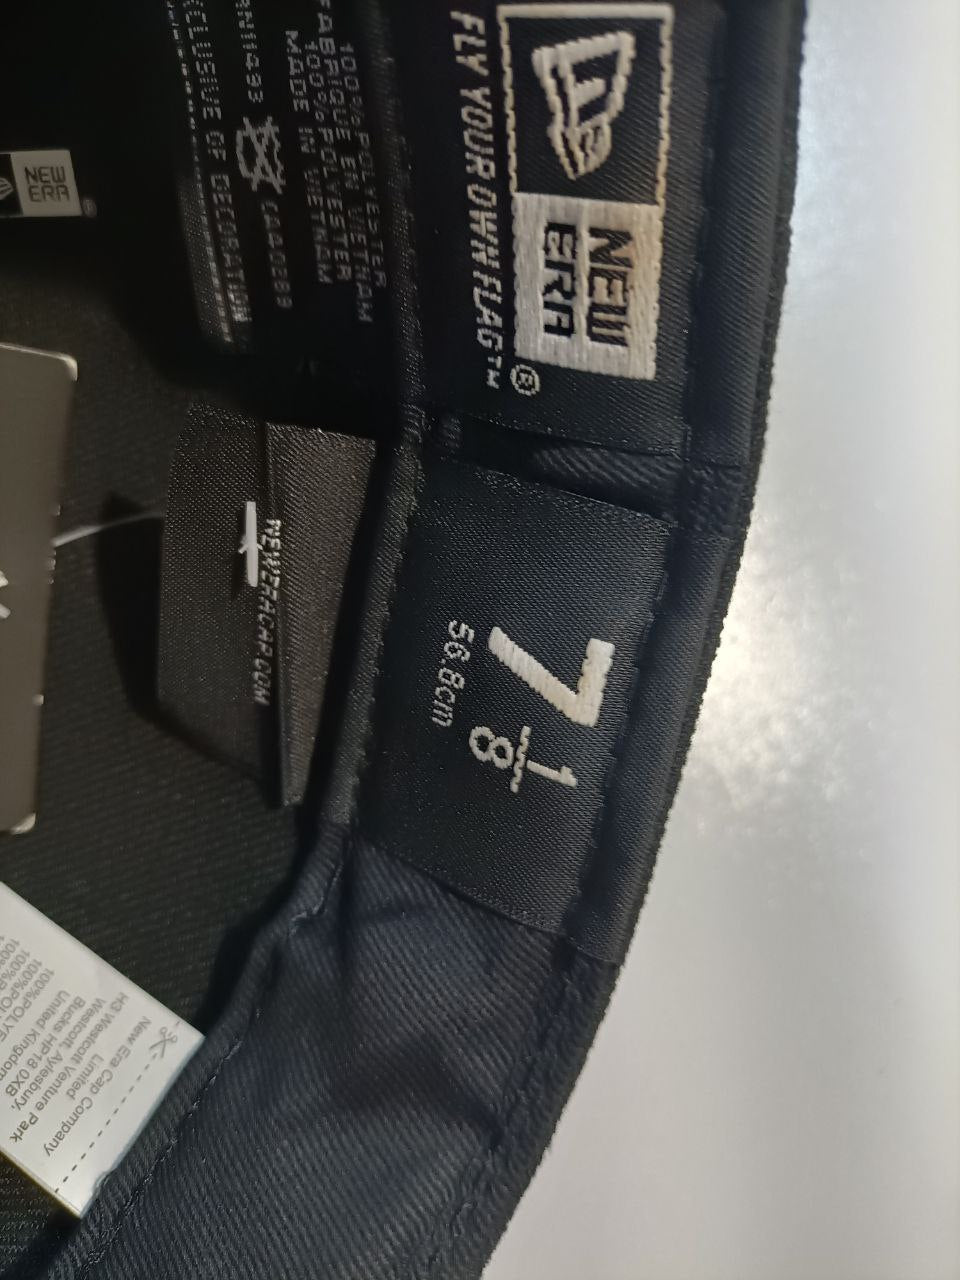 NEW
ERA
®
FLY YOUR OWN FLAG™
7 1/8
56.8cm
100% POLYESTER
FABRIQUÉ EN VIETNAM
100% POLYESTER
MADE IN VIETNAM
EXCLUSIVE OF DECORATION
NEWERACAP.COM
NEW
ERA
®
New Era Cap Company
Limited
H3 Westcott Venture Park
Westcott, Aylesbury,
Bucks HP18 0XB
United Kingdom